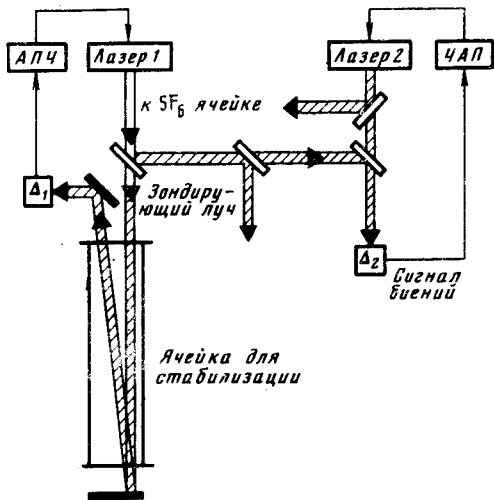 АПЧ
Лазер 1
Лазер 2
ЧАП
к SF6 ячейке
Зондиру-
ющий луч
Δ1
Δ2
Сигнал
биений
Ячейка для
стабилизации